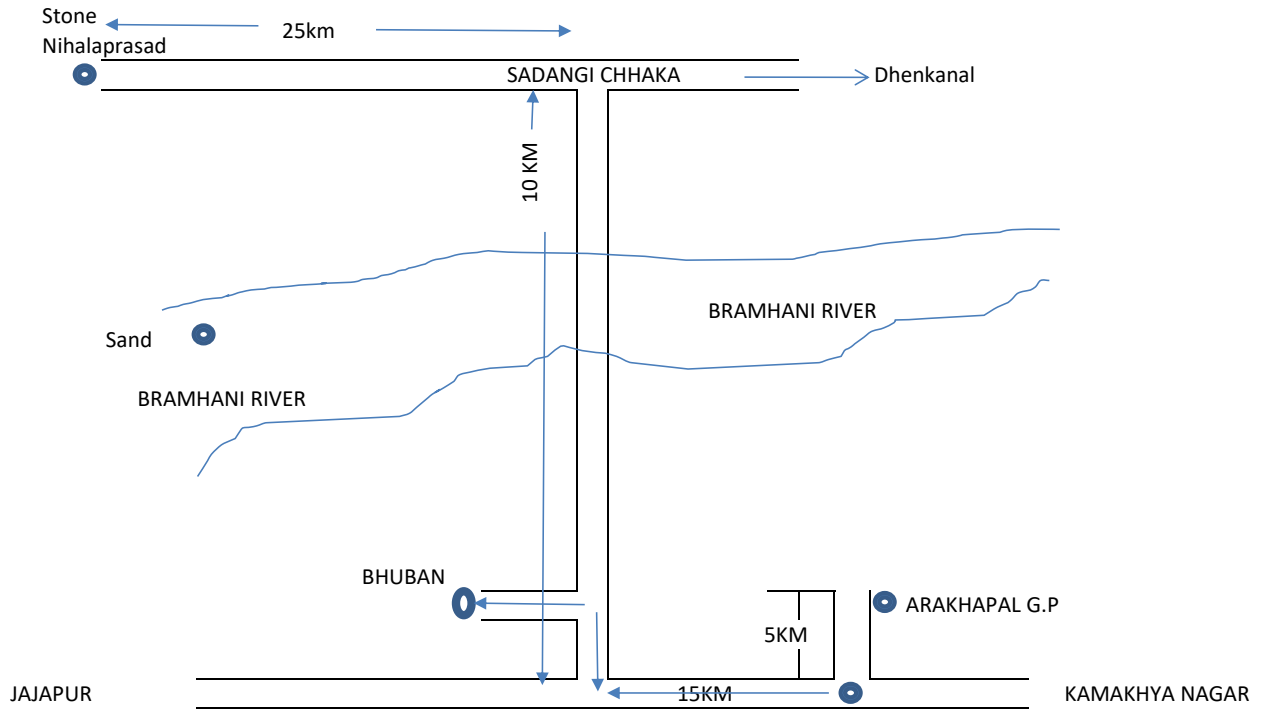 Stone
Nihalaprasad
25km
SADANGI CHHAKA
Dhenkanal
10 KM
BRAMHANI RIVER
Sand
BRAMHANI RIVER
BHUBAN
ARAKHAPAL G.P
5KM
JAJAPUR
15KM
KAMAKHYA NAGAR